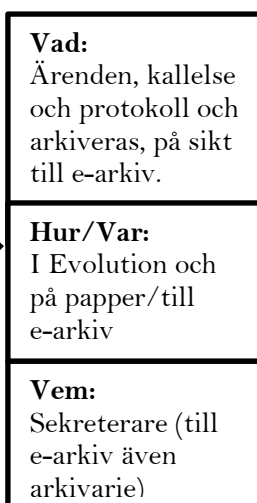 Vad:
Ärenden, kallelse
och protokoll och
arkiveras, på sikt
till e-arkiv.
Hur/Var:
I Evolution och
på papper/till
e-arkiv
Vem:
Sekreterare (till
e-arkiv även
arkivarie)